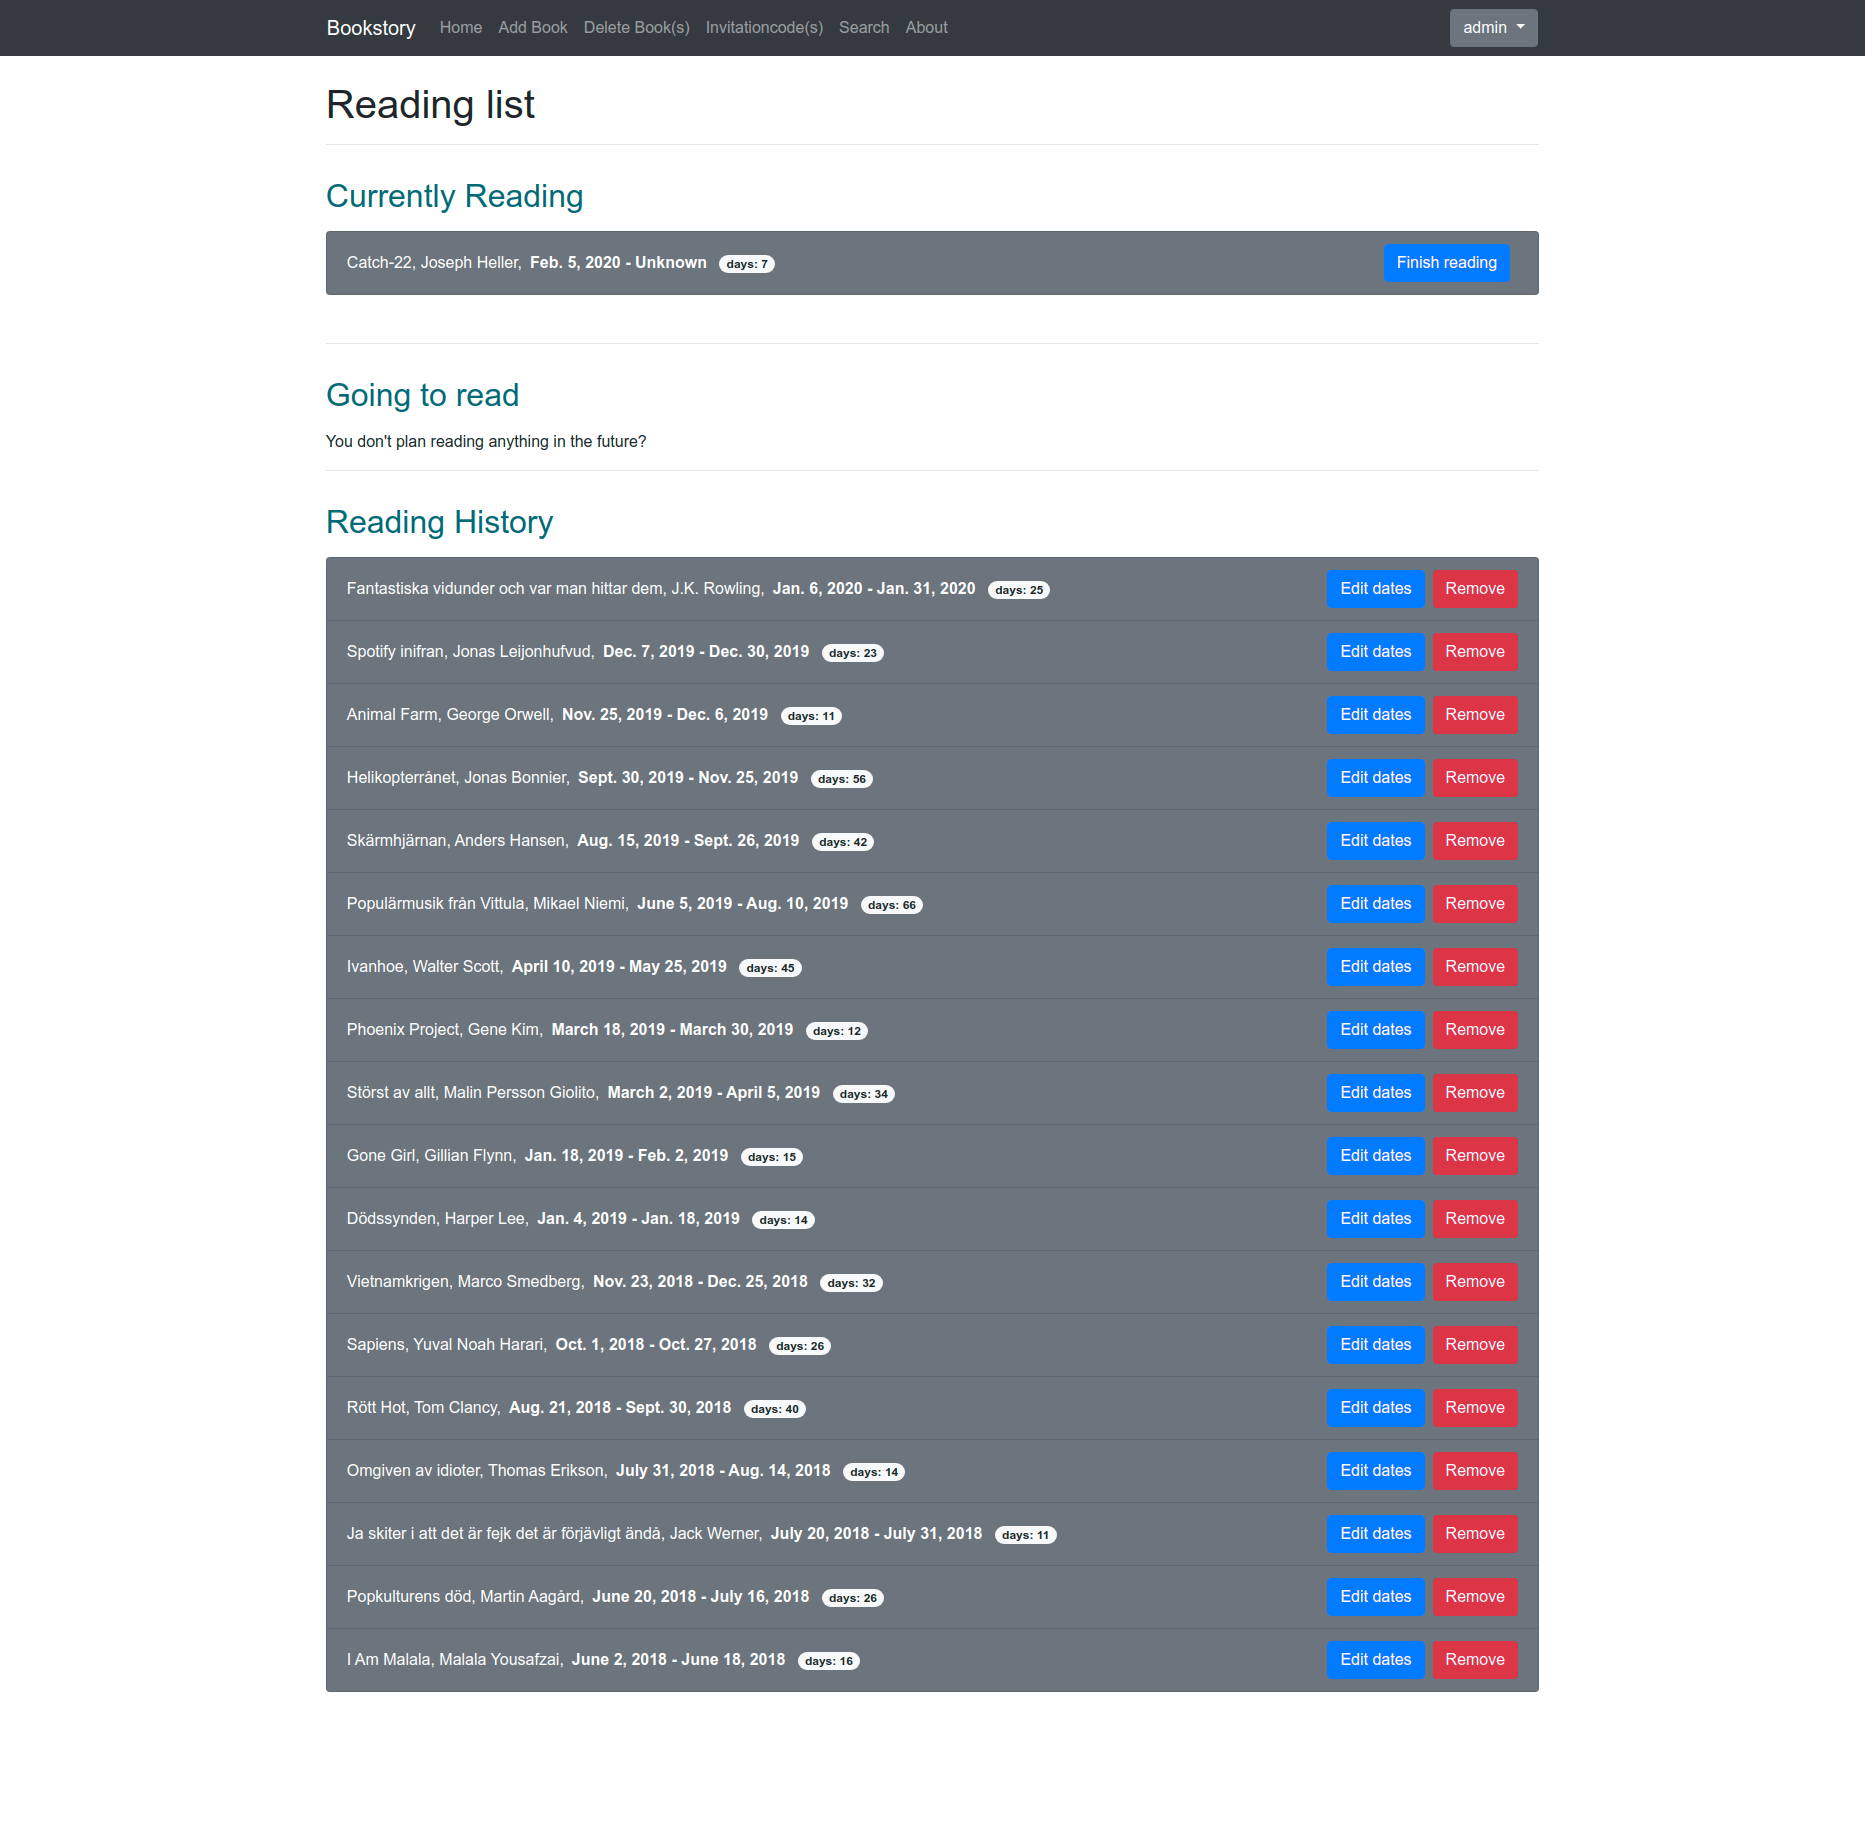 Bookstory Home Add Book Delete Book(s) Invitationcode(s) Search About admin
Reading list
Currently Reading
Catch-22, Joseph Heller, Feb. 5, 2020 - Unknown days: 7 Finish reading
Going to read
You don't plan reading anything in the future?
Reading History
Fantastiska vidunder och var man hittar dem, J.K. Rowling, Jan. 6, 2020 - Jan. 31, 2020 days: 25 Edit dates Remove
Spotify inifran, Jonas Leijonhufvud, Dec. 7, 2019 - Dec. 30, 2019 days: 23 Edit dates Remove
Animal Farm, George Orwell, Nov. 25, 2019 - Dec. 6, 2019 days: 11 Edit dates Remove
Helikopterrånet, Jonas Bonnier, Sept. 30, 2019 - Nov. 25, 2019 days: 56 Edit dates Remove
Skärmhjärnan, Anders Hansen, Aug. 15, 2019 - Sept. 26, 2019 days: 42 Edit dates Remove
Populärmusik från Vittula, Mikael Niemi, June 5, 2019 - Aug. 10, 2019 days: 66 Edit dates Remove
Ivanhoe, Walter Scott, April 10, 2019 - May 25, 2019 days: 45 Edit dates Remove
Phoenix Project, Gene Kim, March 18, 2019 - March 30, 2019 days: 12 Edit dates Remove
Störst av allt, Malin Persson Giolito, March 2, 2019 - April 5, 2019 days: 34 Edit dates Remove
Gone Girl, Gillian Flynn, Jan. 18, 2019 - Feb. 2, 2019 days: 15 Edit dates Remove
Dödssynden, Harper Lee, Jan. 4, 2019 - Jan. 18, 2019 days: 14 Edit dates Remove
Vietnamkrigen, Marco Smedberg, Nov. 23, 2018 - Dec. 25, 2018 days: 32 Edit dates Remove
Sapiens, Yuval Noah Harari, Oct. 1, 2018 - Oct. 27, 2018 days: 26 Edit dates Remove
Rött Hot, Tom Clancy, Aug. 21, 2018 - Sept. 30, 2018 days: 40 Edit dates Remove
Omgiven av idioter, Thomas Erikson, July 31, 2018 - Aug. 14, 2018 days: 14 Edit dates Remove
Ja skiter i att det är fejk det är förjävligt ändå, Jack Werner, July 20, 2018 - July 31, 2018 days: 11 Edit dates Remove
Popkulturens död, Martin Aagård, June 20, 2018 - July 16, 2018 days: 26 Edit dates Remove
I Am Malala, Malala Yousafzai, June 2, 2018 - June 18, 2018 days: 16 Edit dates Remove